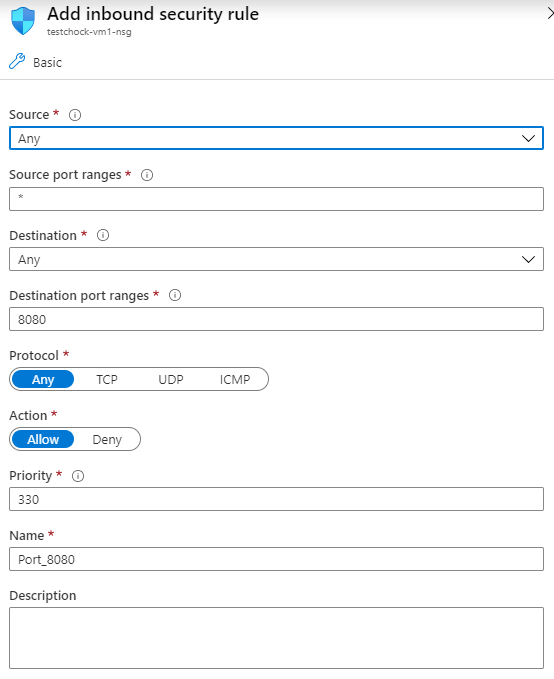 Add inbound security rule
testchock-vm1-nsg
Basic
Source *
Any
Source port ranges *
*
Destination *
Any
Destination port ranges *
8080
Protocol *
Any TCP UDP ICMP
Action *
Allow Deny
Priority *
330
Name *
Port_8080
Description